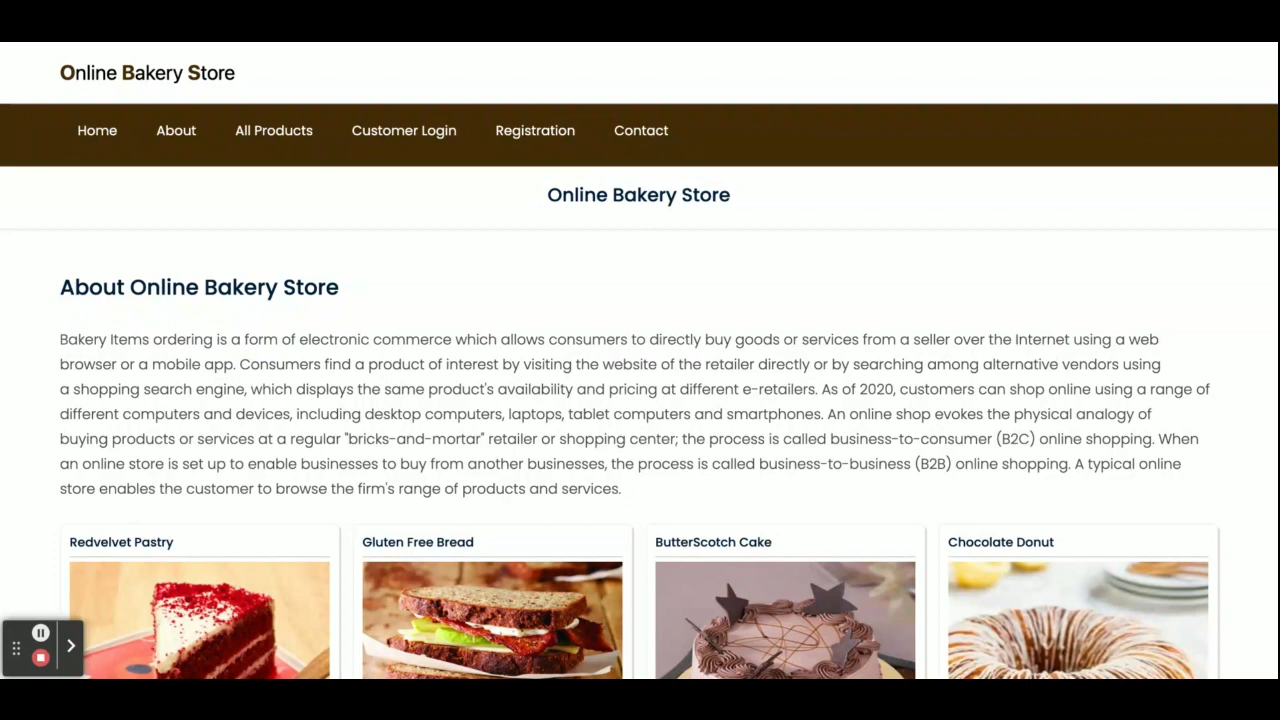 Online Bakery Store
Home About All Products Customer Login Registration Contact
Online Bakery Store
About Online Bakery Store
Bakery Items ordering is a form of electronic commerce which allows consumers to directly buy goods or services from a seller over the Internet using a web
browser or a mobile app. Consumers find a product of interest by visiting the website of the retailer directly or by searching among alternative vendors using
a shopping search engine, which displays the same product's availability and pricing at different e-retailers. As of 2020, customers can shop online using a range of
different computers and devices, including desktop computers, laptops, tablet computers and smartphones. An online shop evokes the physical analogy of
buying products or services at a regular "bricks-and-mortar" retailer or shopping center; the process is called business-to-consumer (B2C) online shopping. When
an online store is set up to enable businesses to buy from another businesses, the process is called business-to-business (B2B) online shopping. A typical online
store enables the customer to browse the firm's range of products and services.
Redvelvet Pastry Gluten Free Bread ButterScotch Cake Chocolate Donut